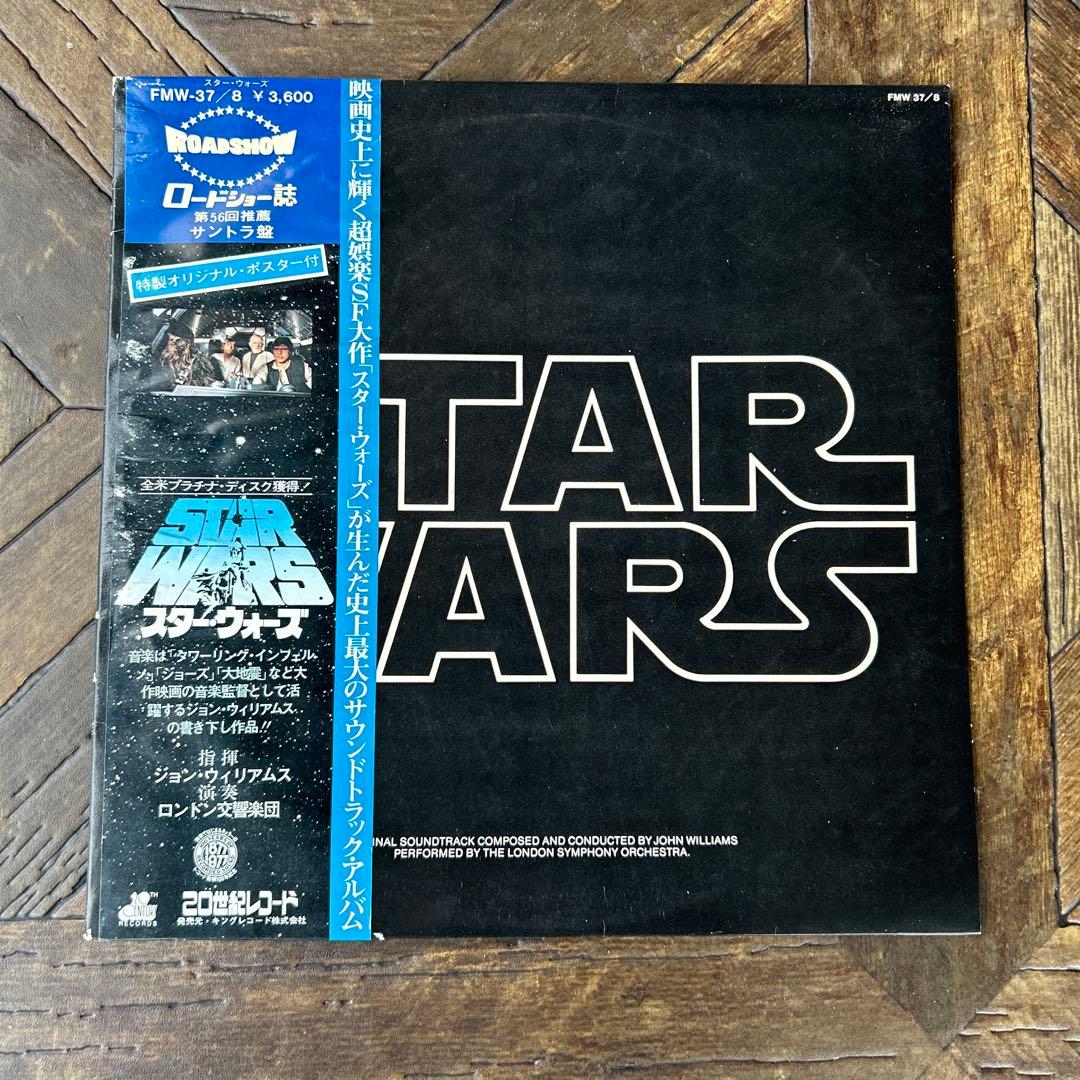 スター・ウォーズ
FMW-37/8 ¥3,600
ROADSHOW
ロードショー誌
第56回推薦
サントラ盤
特製オリジナル・ポスター付
全米プラチナ・ディスク獲得!
STAR
WARS
スター・ウォーズ
音楽は「タワーリング・インフェル
ノ」「ジョーズ」「大地震」など大
作映画の音楽監督として活
躍するジョン・ウィリアムス
の書き下し作品!!
指揮
ジョン・ウィリアムス
演奏
ロンドン交響楽団
1877
1977
20TH
CENTURY
RECORDS
20世紀レコード
発売元・キングレコード株式会社
映画史上に輝く超娯楽SF大作「スター・ウォーズ」が生んだ史上最大のサウンドトラック・アルバム
FMW 37/8
TAR
WARS
NAL SOUNDTRACK COMPOSED AND CONDUCTED BY JOHN WILLIAMS
PERFORMED BY THE LONDON SYMPHONY ORCHESTRA.